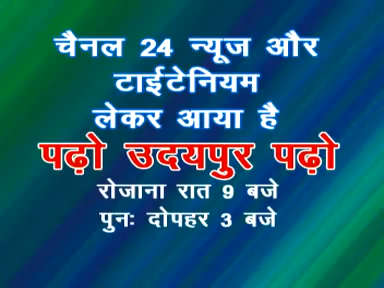 चैनल 24 न्यूज और
टाईटेनियम
लेकर आया है
पढ़ो उदयपुर पढ़ो
रोजाना रात 9 बजे
पुनः दोपहर 3 बजे